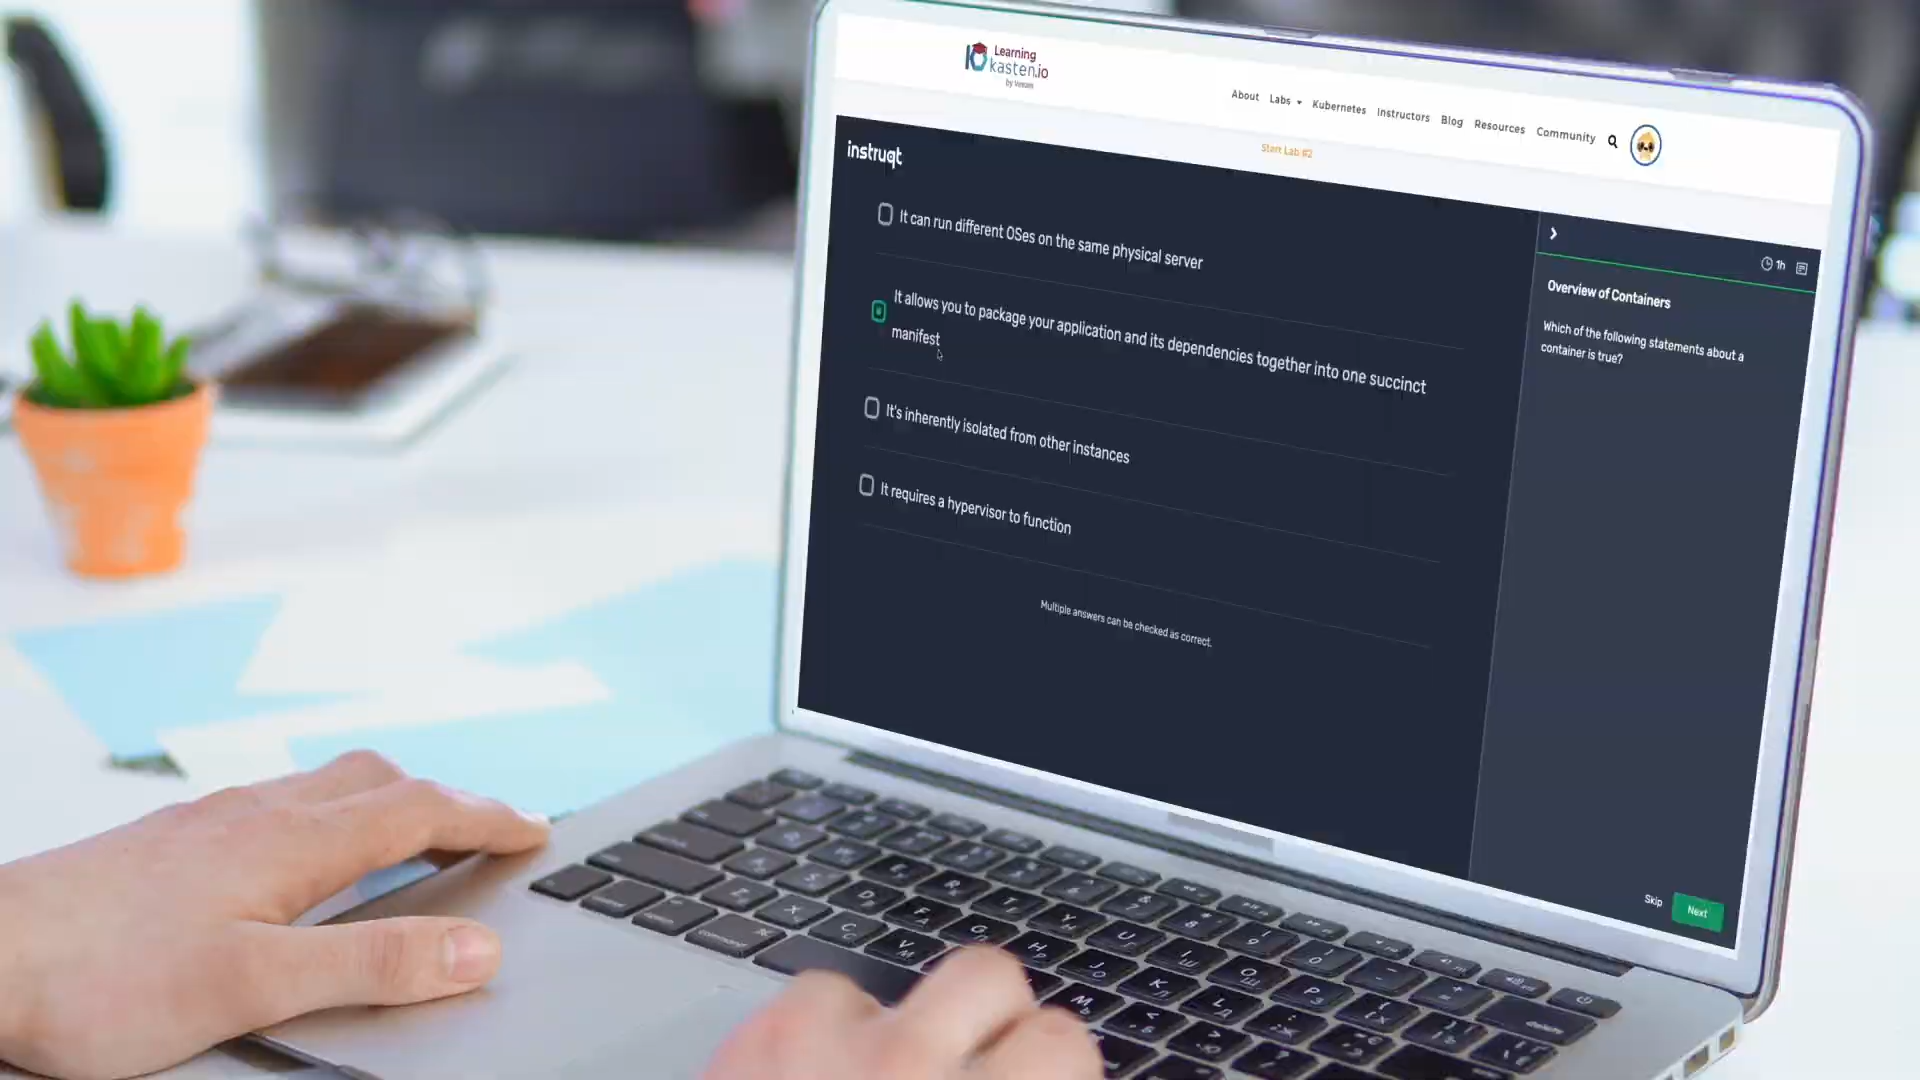 Learning
kasten.io
by Veeam
About Labs Kubernetes Instructors Blog Resources Community
Start Lab #2
instruqt
It can run different OSes on the same physical server
It allows you to package your application and its dependencies together into one succinct
manifest
It's inherently isolated from other instances
It requires a hypervisor to function
Multiple answers can be checked as correct.
1h
Overview of Containers
Which of the following statements about a
container is true?
Skip Next
command